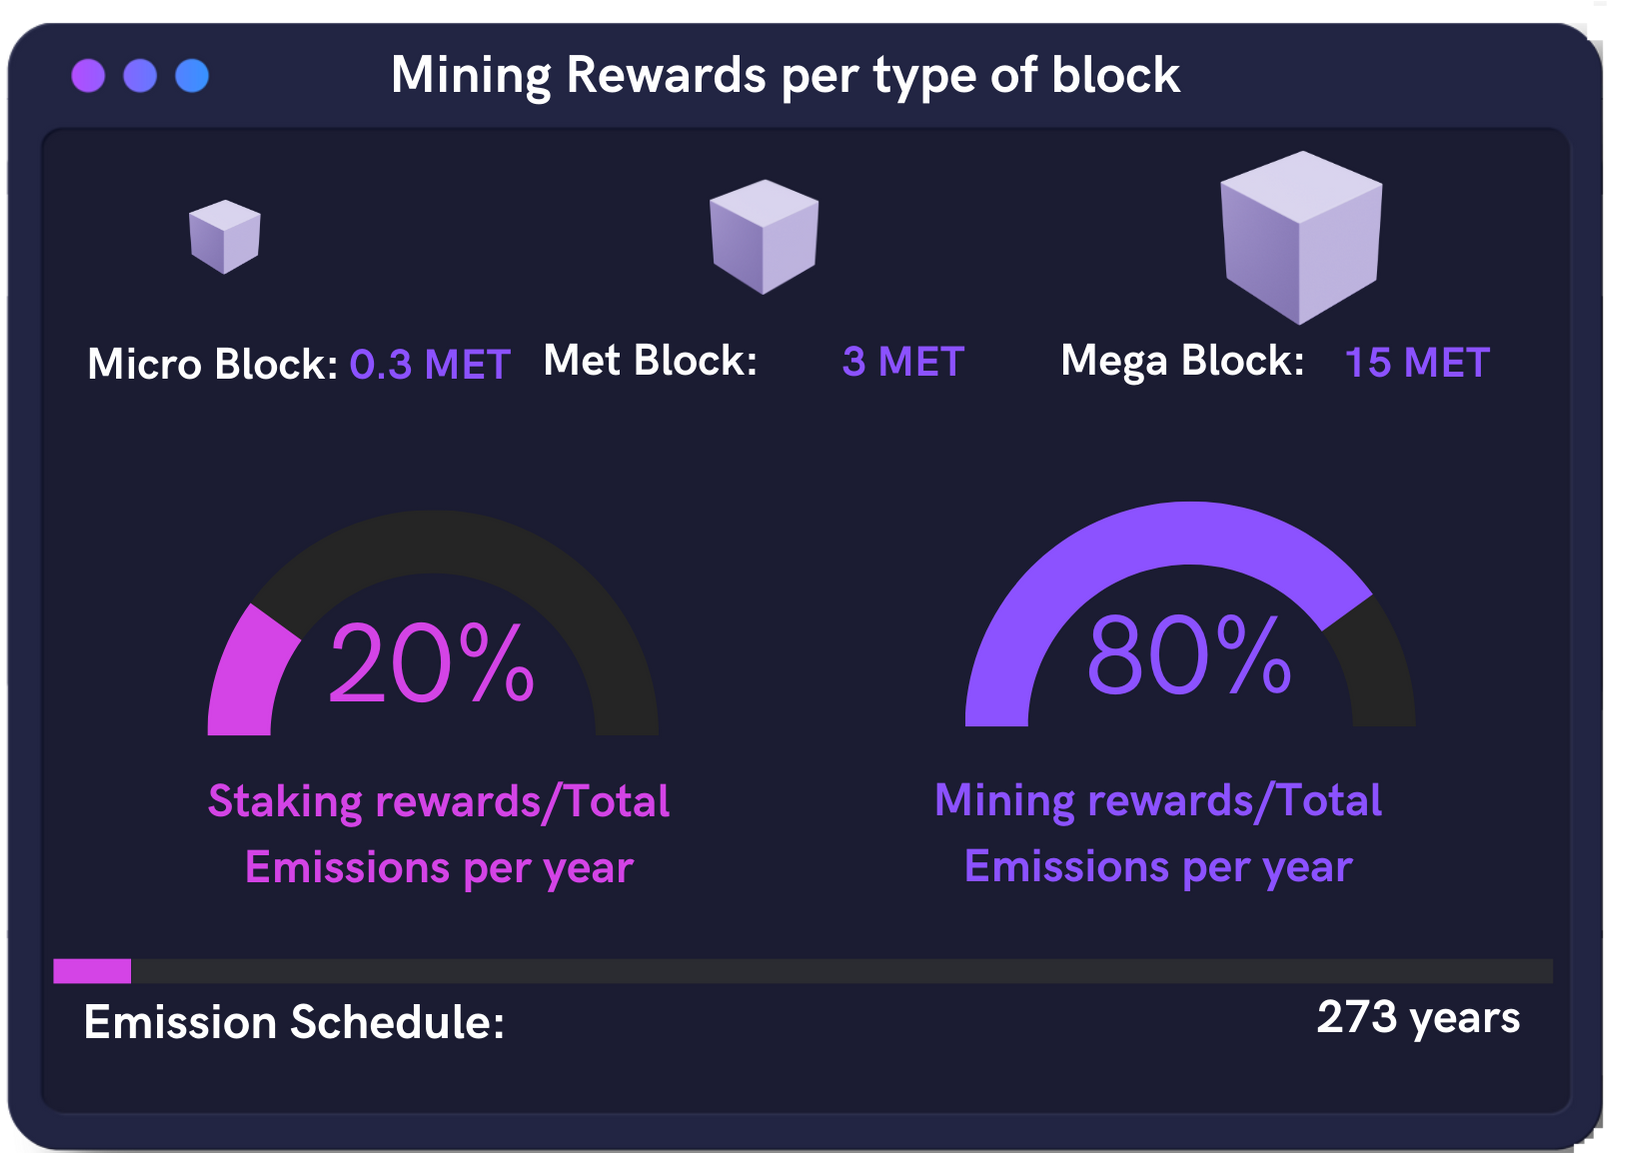 Mining Rewards per type of block
Micro Block: 0.3 MET
Met Block: 3 MET
Mega Block: 15 MET
20%
Staking rewards/Total
Emissions per year
80%
Mining rewards/Total
Emissions per year
Emission Schedule: 273 years